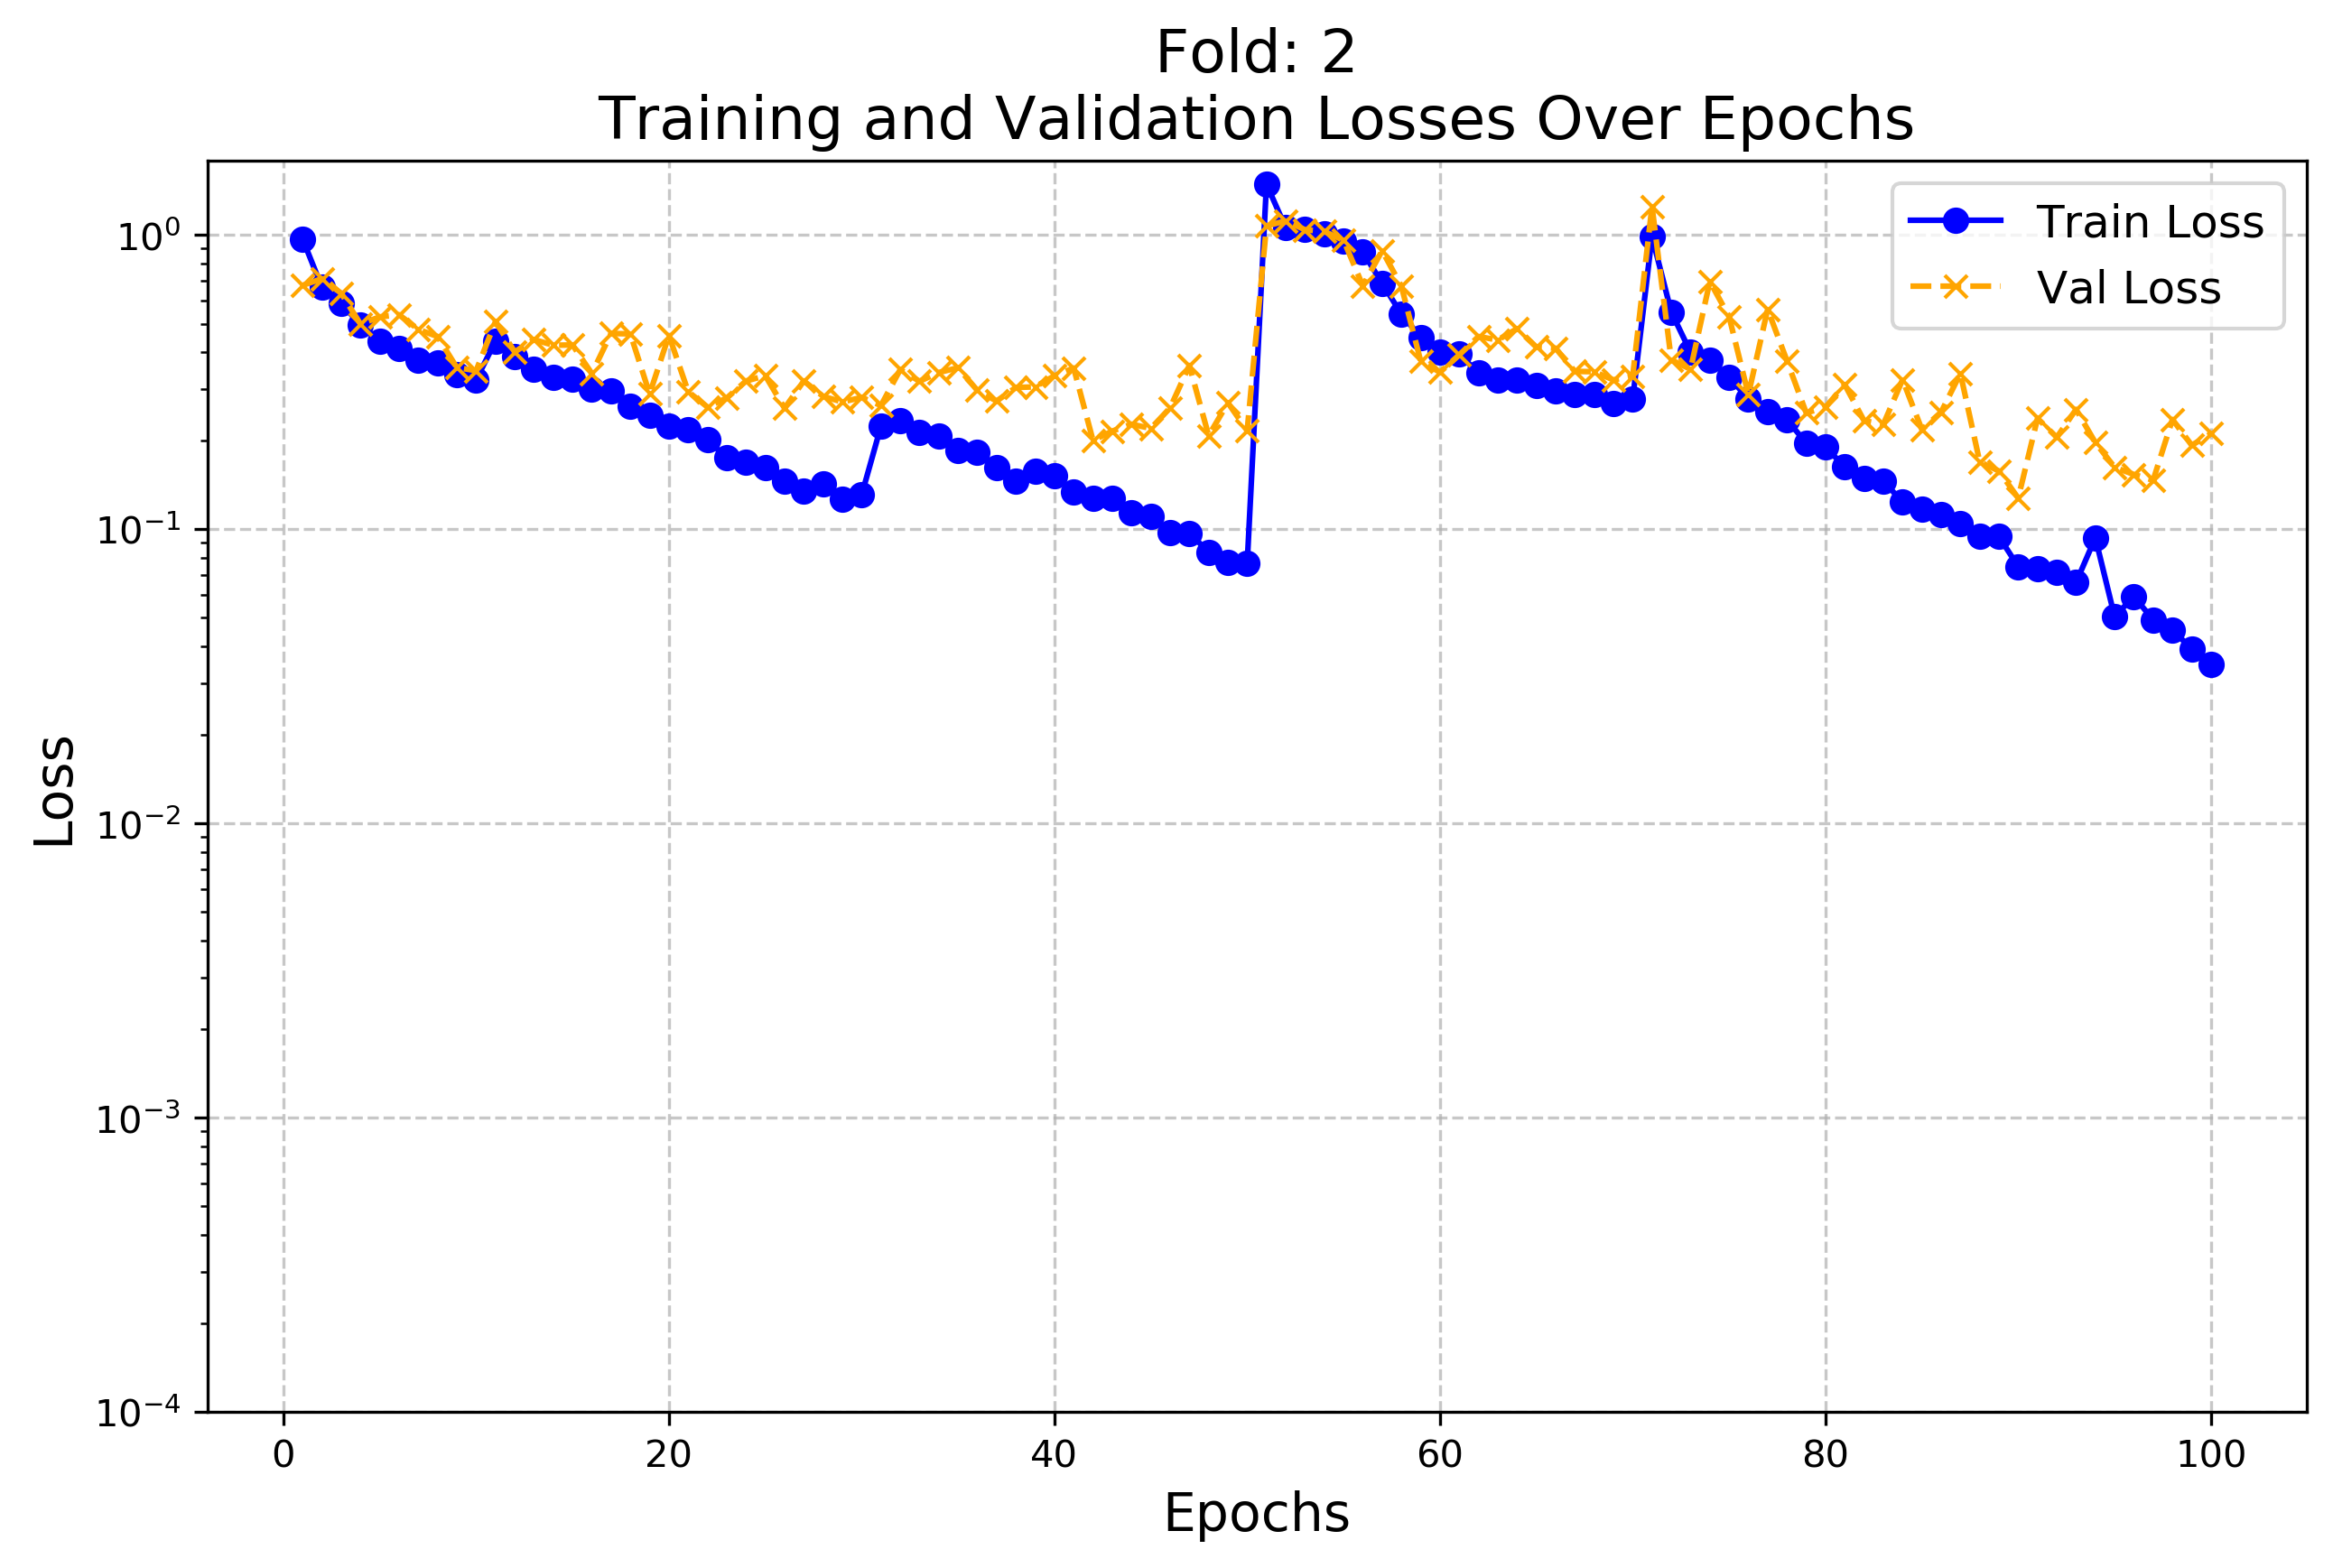 Fold: 2
Training and Validation Losses Over Epochs
Train Loss
Val Loss
Loss
10⁰
10⁻¹
10⁻²
10⁻³
10⁻⁴
0 20 40 60 80 100
Epochs